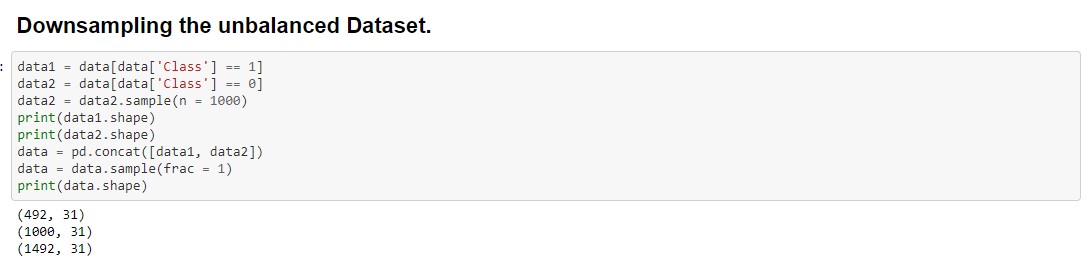 Downsampling the unbalanced Dataset.
: data1 = data[data['Class'] == 1]
data2 = data[data['Class'] == 0]
data2 = data2.sample(n = 1000)
print(data1.shape)
print(data2.shape)
data = pd.concat([data1, data2])
data = data.sample(frac = 1)
print(data.shape)
(492, 31)
(1000, 31)
(1492, 31)